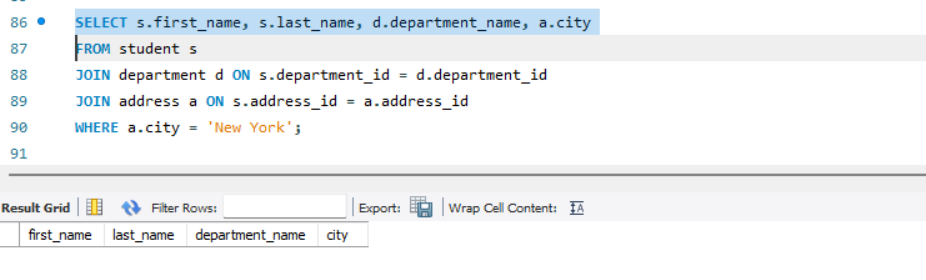 86 SELECT s.first_name, s.last_name, d.department_name, a.city
87 FROM student s
88 JOIN department d ON s.department_id = d.department_id
89 JOIN address a ON s.address_id = a.address_id
90 WHERE a.city = 'New York';
91
Result Grid Filter Rows: Export: Wrap Cell Content:
first_name last_name department_name city